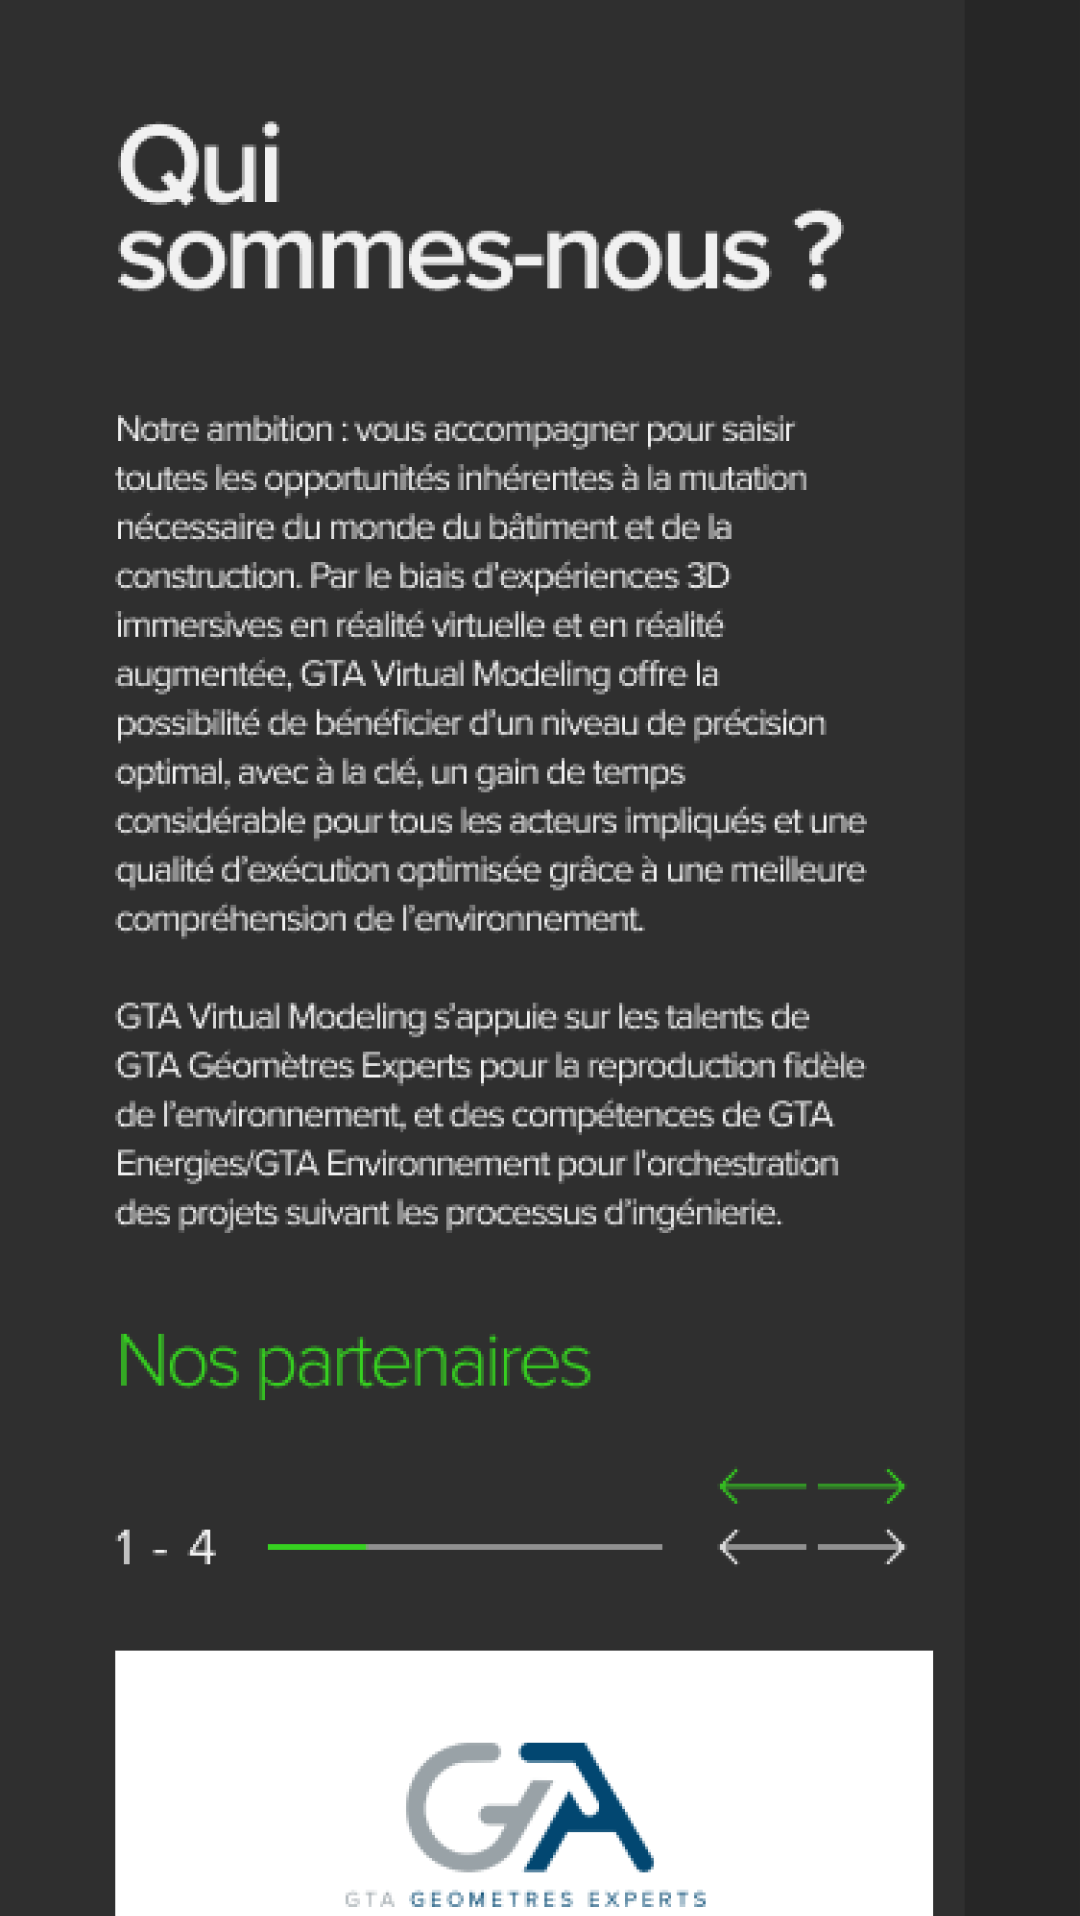 Qui
sommes-nous ?
Notre ambition : vous accompagner pour saisir
toutes les opportunités inhérentes à la mutation
nécessaire du monde du bâtiment et de la
construction. Par le biais d'expériences 3D
immersives en réalité virtuelle et en réalité
augmentée, GTA Virtual Modeling offre la
possibilité de bénéficier d'un niveau de précision
optimal, avec à la clé, un gain de temps
considérable pour tous les acteurs impliqués et une
qualité d'exécution optimisée grâce à une meilleure
compréhension de l'environnement.
GTA Virtual Modeling s'appuie sur les talents de
GTA Géomètres Experts pour la reproduction fidèle
de l'environnement, et des compétences de GTA
Energies/GTA Environnement pour l'orchestration
des projets suivant les processus d'ingénierie.
Nos partenaires
1 - 4
GTA
GTA GEOMETRES EXPERTS